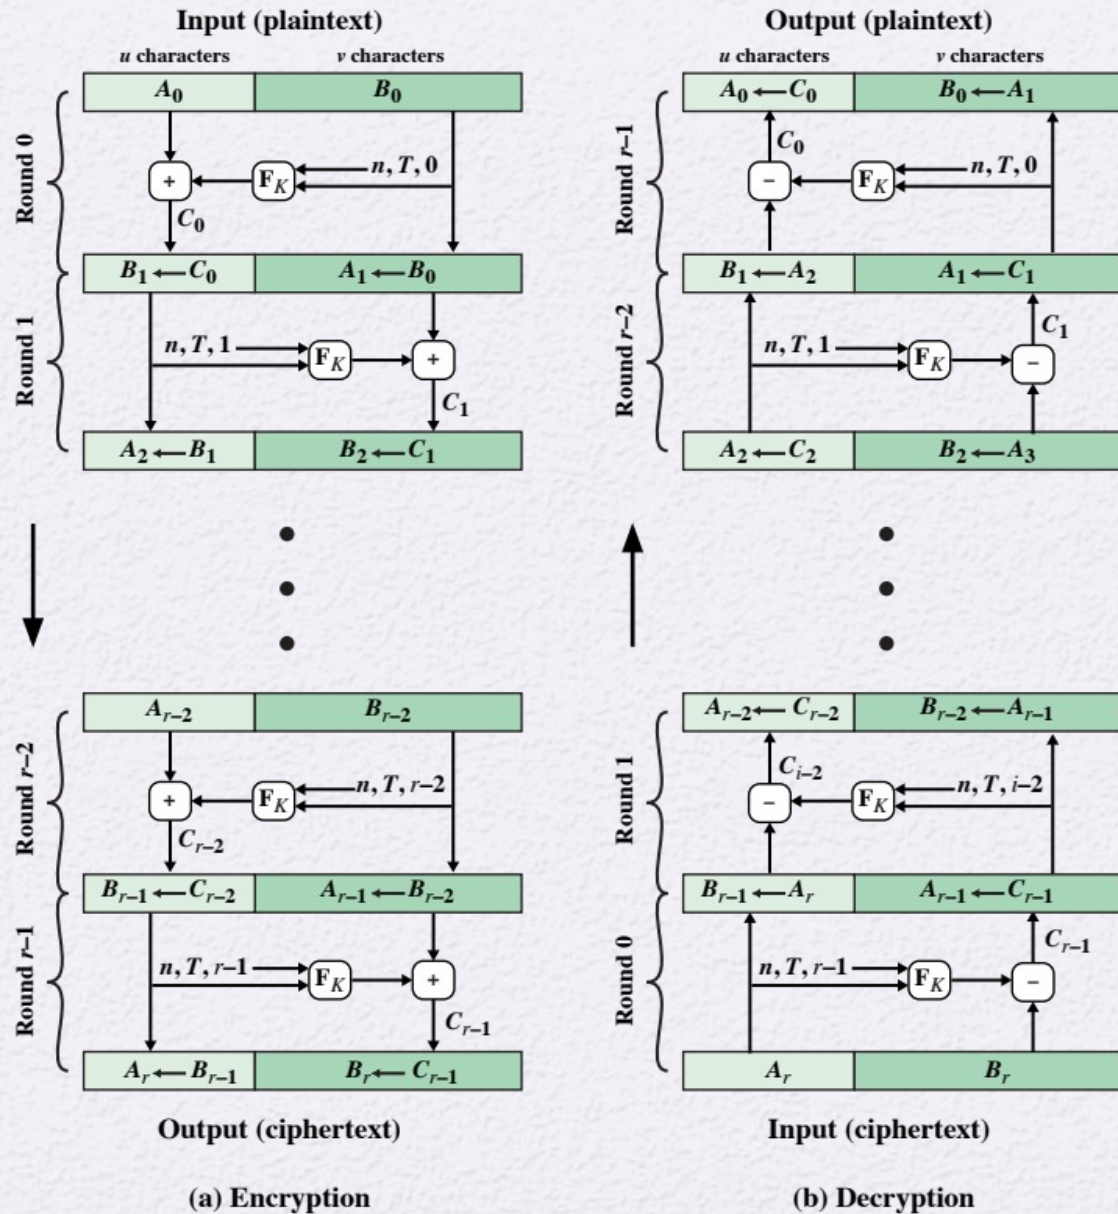 Input (plaintext)
u characters v characters
A0 B0
Round 0
n, T, 0
FK
+
C0
B1 ← C0 A1 ← B0
Round 1
n, T, 1
FK
+
C1
A2 ← B1 B2 ← C1
Ar–2 Br–2
Round r–2
n, T, r–2
FK
+
Cr–2
Br–1 ← Cr–2 Ar–1 ← Br–2
Round r–1
n, T, r–1
FK
+
Cr–1
Ar ← Br–1 Br ← Cr–1
Output (ciphertext)
(a) Encryption
Output (plaintext)
u characters v characters
A0 ← C0 B0 ← A1
Round r–1
C0
n, T, 0
FK
–
B1 ← A2 A1 ← C1
Round r–2
C1
n, T, 1
FK
–
A2 ← C2 B2 ← A3
Ar–2 ← Cr–2 Br–2 ← Ar–1
Round 1
Ci–2
n, T, i–2
FK
–
Br–1 ← Ar Ar–1 ← Cr–1
Round 0
Cr–1
n, T, r–1
FK
–
Ar Br
Input (ciphertext)
(b) Decryption